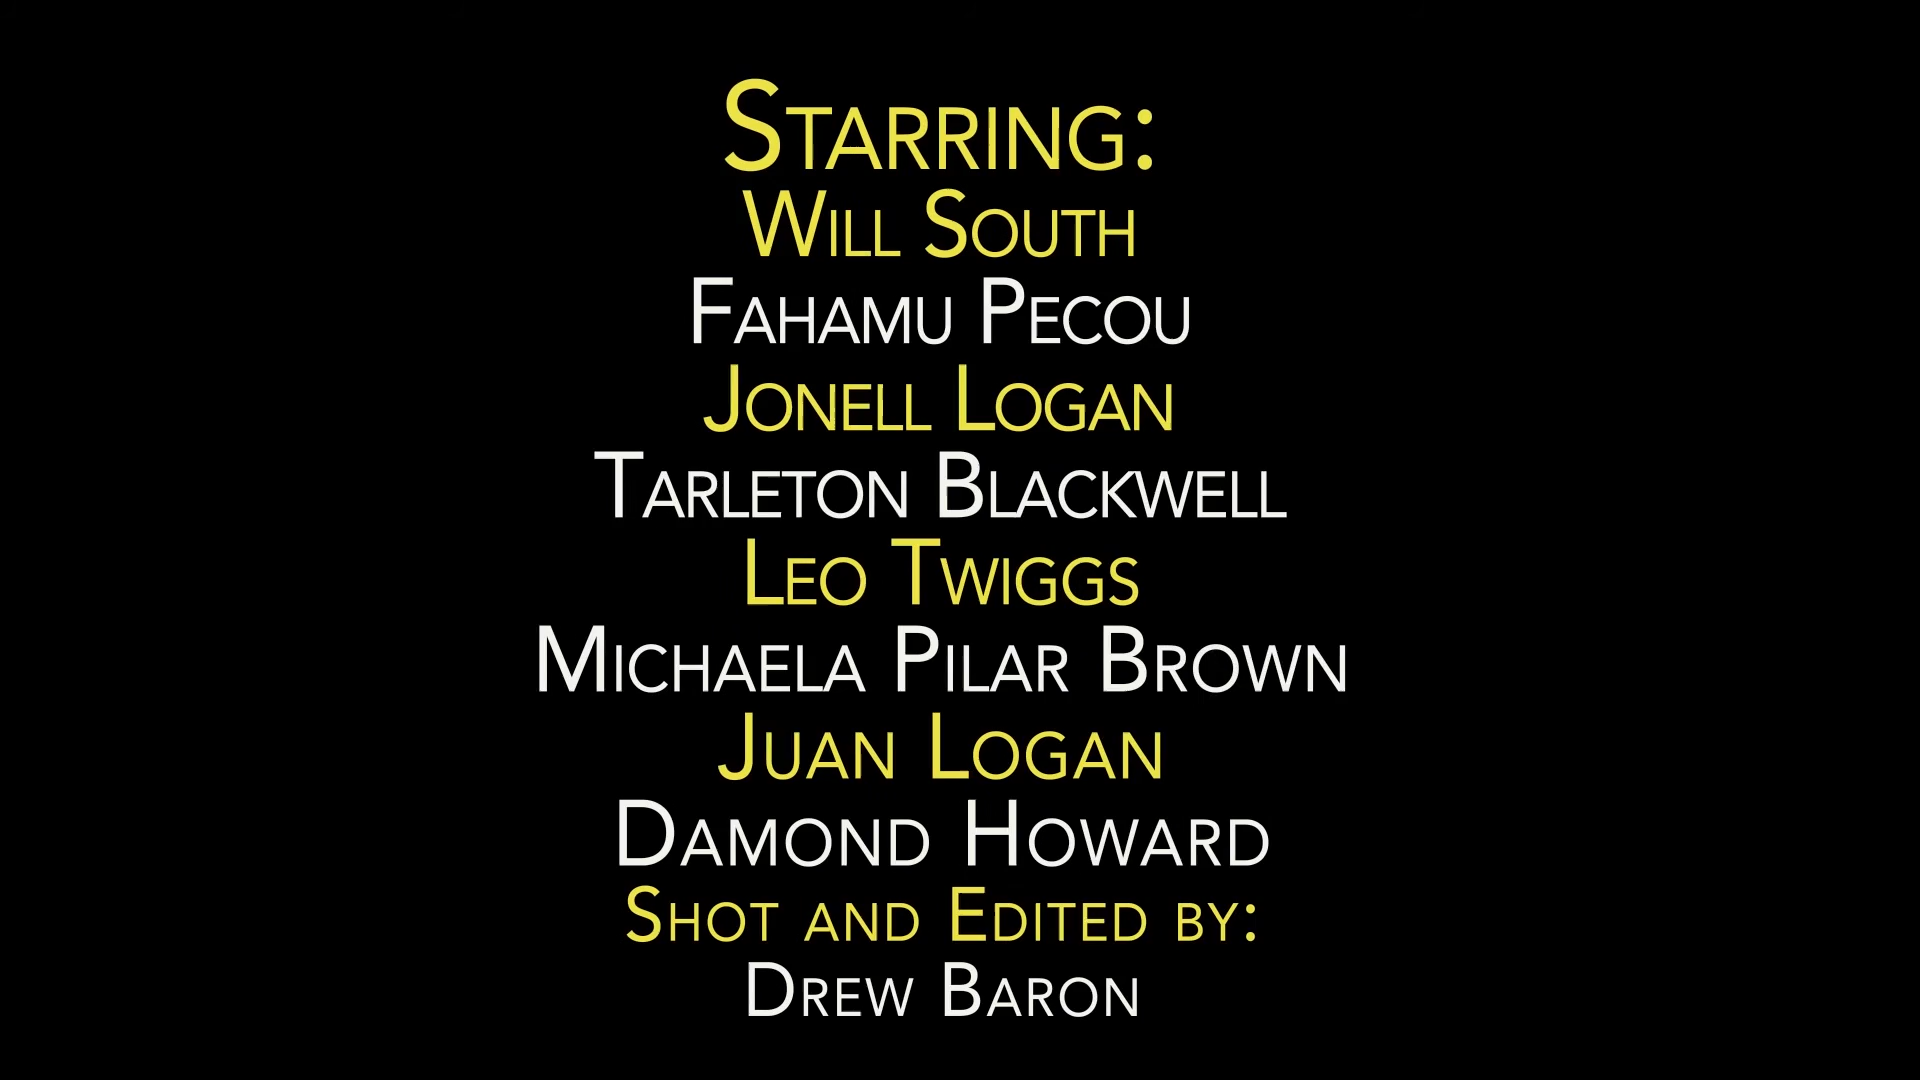 Starring:
Will South
Fahamu Pecou
Jonell Logan
Tarleton Blackwell
Leo Twiggs
Michaela Pilar Brown
Juan Logan
Damond Howard
Shot and Edited by:
Drew Baron